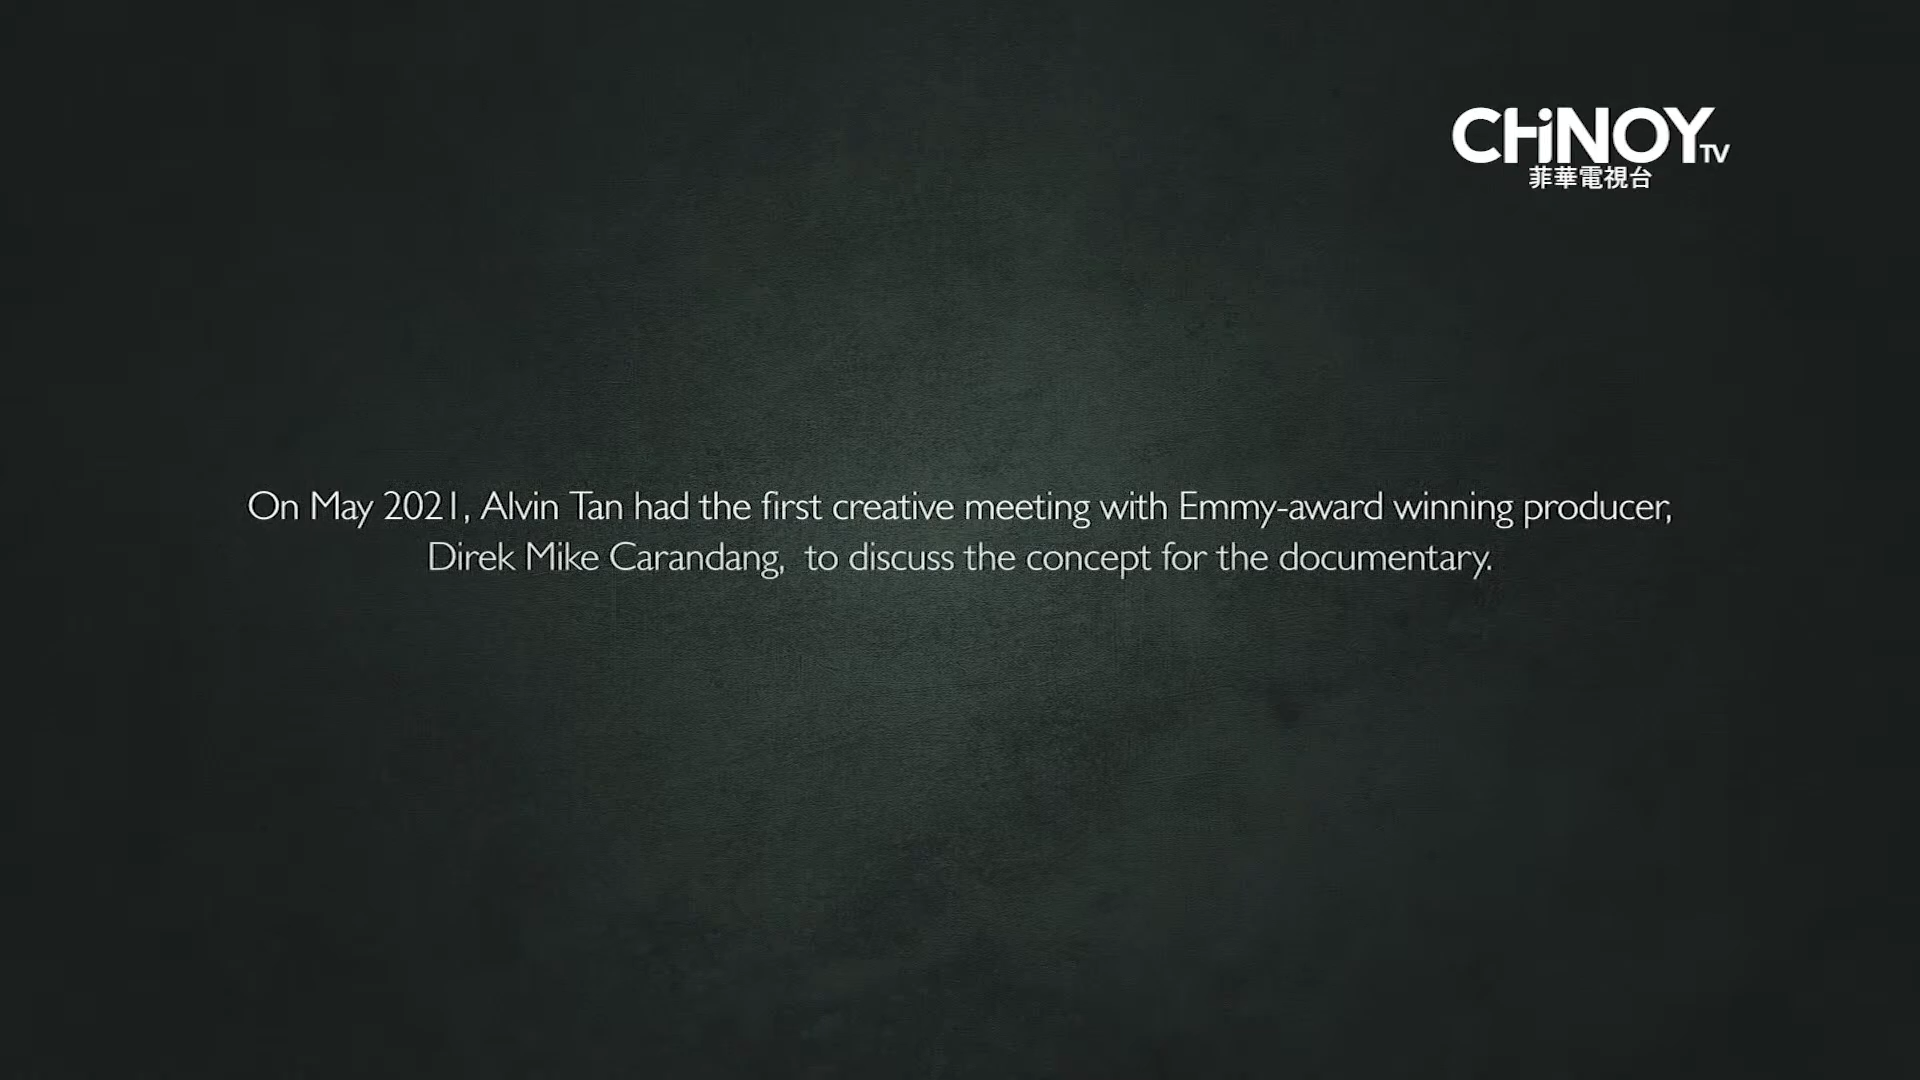 CHiNOY TV
菲華電視台
On May 2021, Alvin Tan had the first creative meeting with Emmy-award winning producer,
Direk Mike Carandang,  to discuss the concept for the documentary.